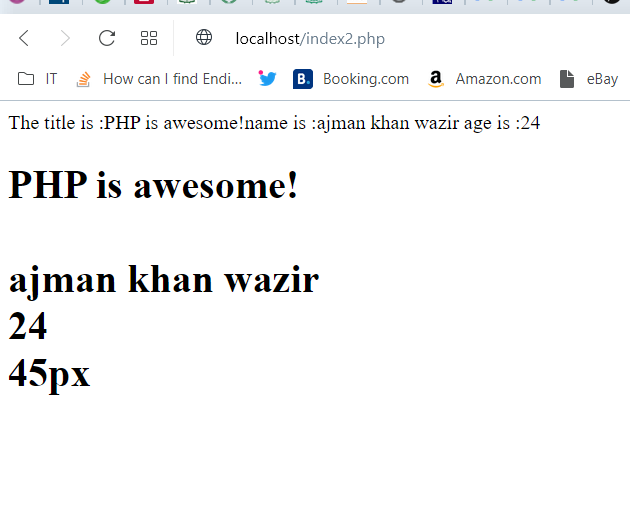 localhost/index2.php
IT How can I find Endi... B. Booking.com a Amazon.com eBay
The title is :PHP is awesome!name is :ajman khan wazir age is :24
PHP is awesome!
ajman khan wazir
24
45px